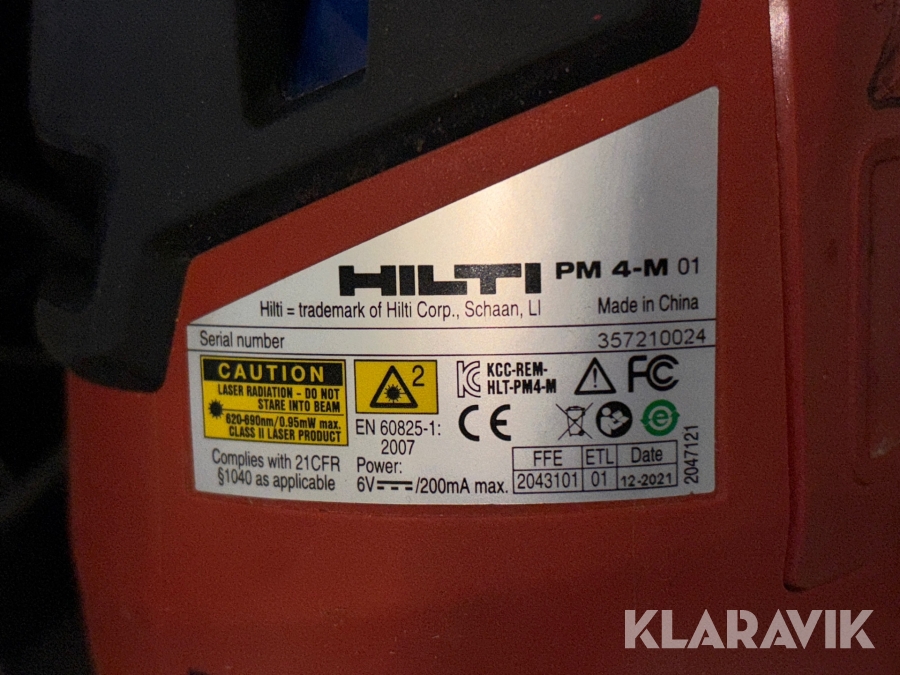 HILTI PM 4-M 01
Hilti = trademark of Hilti Corp., Schaan, LI Made in China
Serial number 357210024
CAUTION
LASER RADIATION - DO NOT
STARE INTO BEAM
620-690nm/0.95mW max.
CLASS II LASER PRODUCT
Complies with 21CFR
§1040 as applicable
2
EN 60825-1:
2007
Power:
6V⎓/200mA max.
KCC-REM-
HLT-PM4-M
FC
CE
e
FFE ETL Date
2043101 01 12-2021
2047121
KLARAVIK